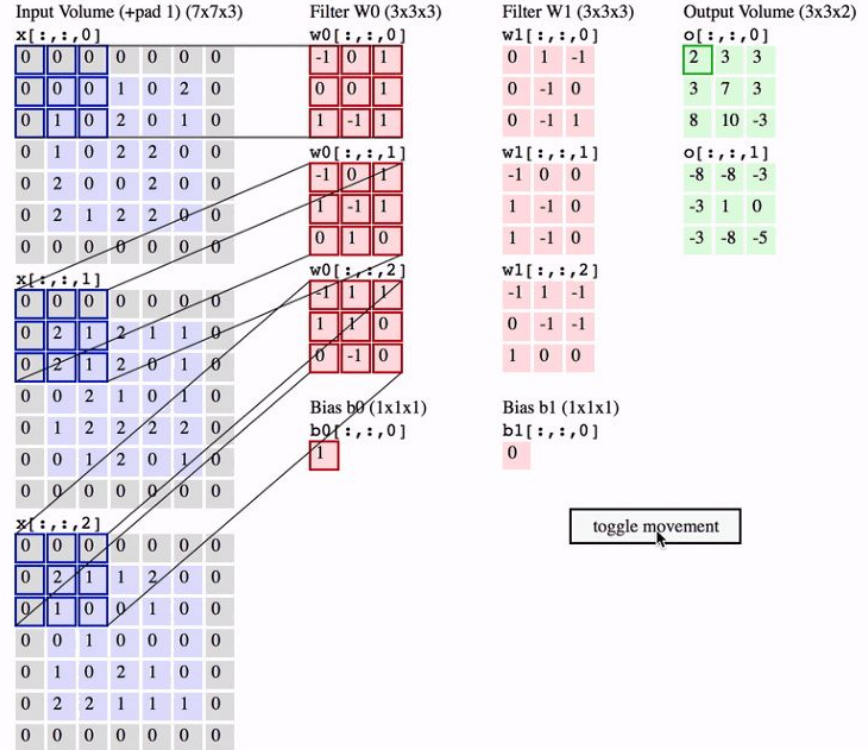 Input Volume (+pad 1) (7x7x3)
x[:,:,0]
0 0 0 0 0 0 0
0 0 0 1 0 2 0
0 1 0 2 0 1 0
0 1 0 2 2 0 0
0 2 0 0 2 0 0
0 2 1 2 2 0 0
0 0 0 0 0 0 0
x[:,:,1]
0 0 0 0 0 0 0
0 2 1 2 1 1 0
0 2 1 2 0 1 0
0 0 2 1 0 1 0
0 1 2 2 2 2 0
0 0 1 2 0 1 0
0 0 0 0 0 0 0
x[:,:,2]
0 0 0 0 0 0 0
0 2 1 1 2 0 0
0 1 0 0 1 0 0
0 0 1 0 0 0 0
0 1 0 2 1 0 0
0 2 2 1 1 1 0
0 0 0 0 0 0 0
Filter W0 (3x3x3)
w0[:,:,0]
-1 0 1
0 0 1
1 -1 1
w0[:,:,1]
-1 0 1
1 -1 1
0 1 0
w0[:,:,2]
-1 1 1
1 1 0
0 -1 0
Bias b0 (1x1x1)
b0[:,:,0]
1
Filter W1 (3x3x3)
w1[:,:,0]
0 1 -1
0 -1 0
0 -1 1
w1[:,:,1]
-1 0 0
1 -1 0
1 -1 0
w1[:,:,2]
-1 1 -1
0 -1 -1
1 0 0
Bias b1 (1x1x1)
b1[:,:,0]
0
Output Volume (3x3x2)
o[:,:,0]
2 3 3
3 7 3
8 10 -3
o[:,:,1]
-8 -8 -3
-3 1 0
-3 -8 -5
toggle movement